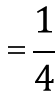 = 1/4